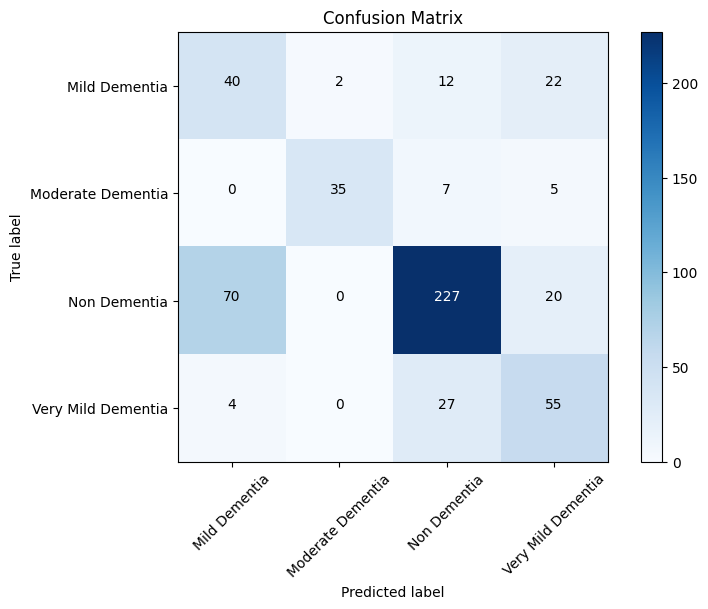 Confusion Matrix
True label
Mild Dementia 40 2 12 22
Moderate Dementia 0 35 7 5
Non Dementia 70 0 227 20
Very Mild Dementia 4 0 27 55
Mild Dementia Moderate Dementia Non Dementia Very Mild Dementia
Predicted label
200
150
100
50
0